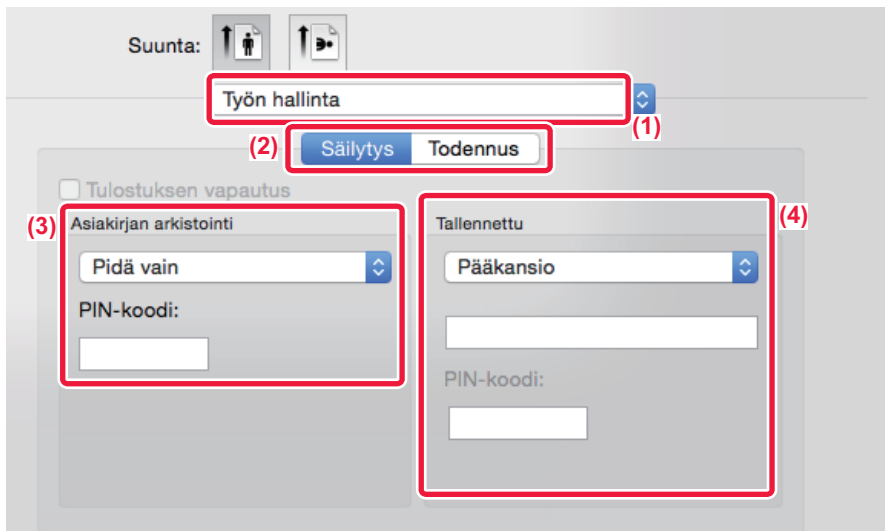 Suunta:
Työn hallinta
(1)
(2)
Säilytys Todennus
Tulostuksen vapautus
(3)
Asiakirjan arkistointi
Pidä vain
PIN-koodi:
(4)
Tallennettu
Pääkansio
PIN-koodi: